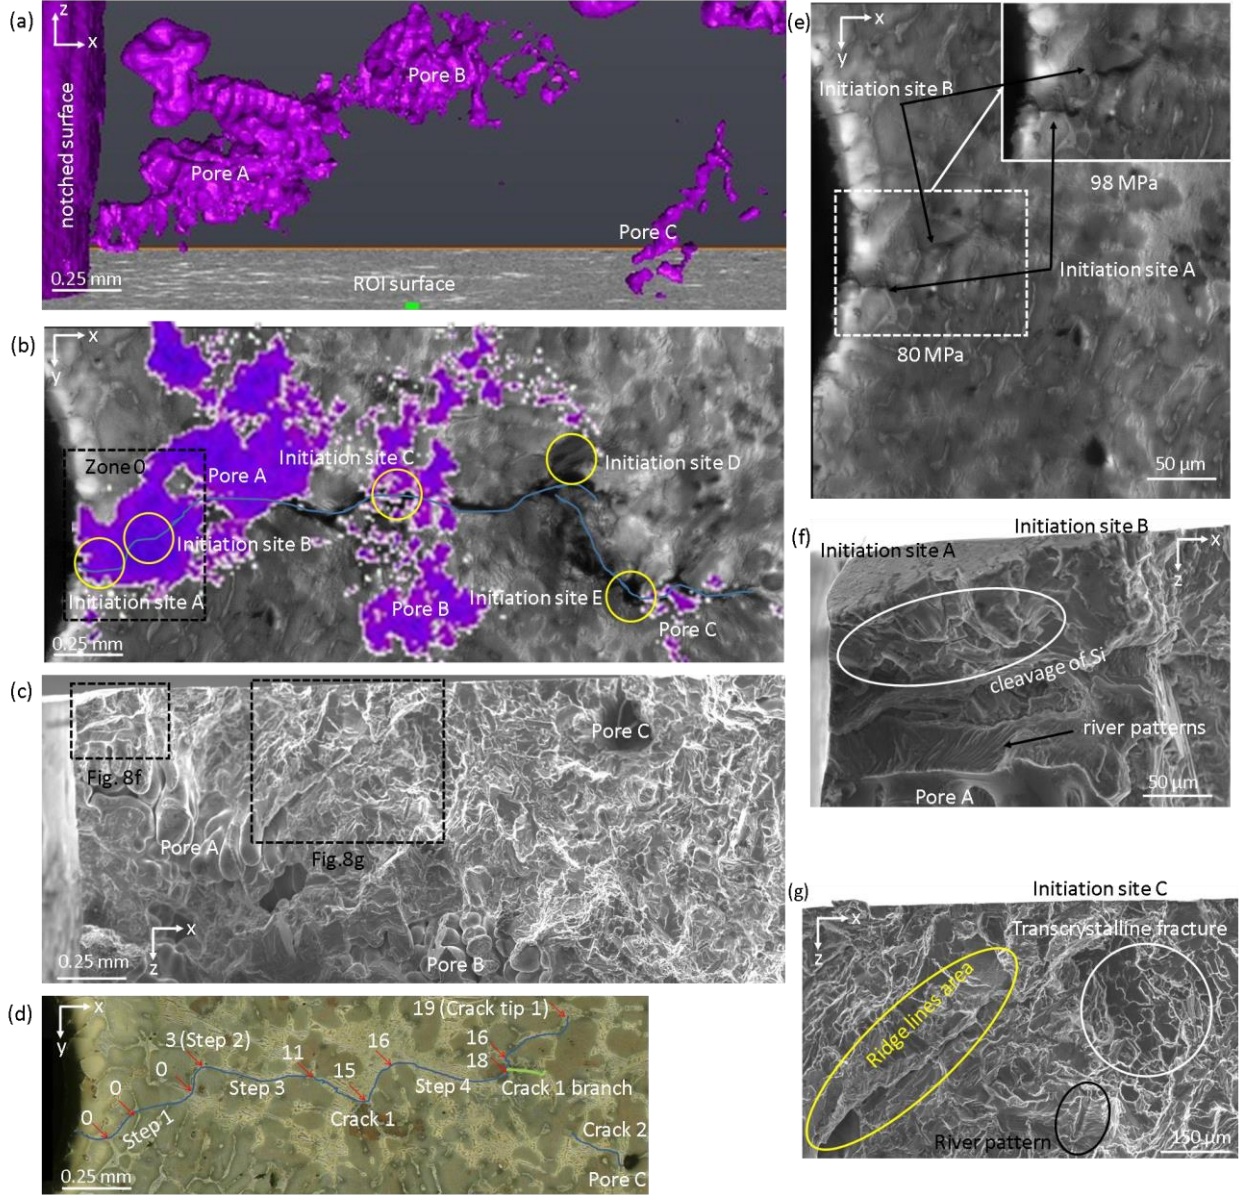 (a)
z
x
notched surface
Pore A
Pore B
Pore C
0.25 mm
ROI surface
(b)
x
y
Zone 0
Pore A
Initiation site C
Initiation site D
Initiation site B
Initiation site E
Initiation site A
Pore B
Pore C
0.25 mm
(c)
Fig. 8f
Pore A
Fig.8g
Pore C
x
z
0.25 mm
Pore B
(d)
x
y
0
0
0
3 (Step 2)
Step 1
Step 3
11
15
Crack 1
16
Step 4
19 (Crack tip 1)
16
18
Crack 1 branch
Crack 2
Pore C
0.25 mm
(e)
x
y
Initiation site B
98 MPa
Initiation site A
80 MPa
50 μm
(f)
Initiation site A
Initiation site B
x
z
cleavage of Si
river patterns
Pore A
50 μm
(g)
Initiation site C
x
z
Transcrystalline fracture
Ridge lines area
River pattern
150 μm